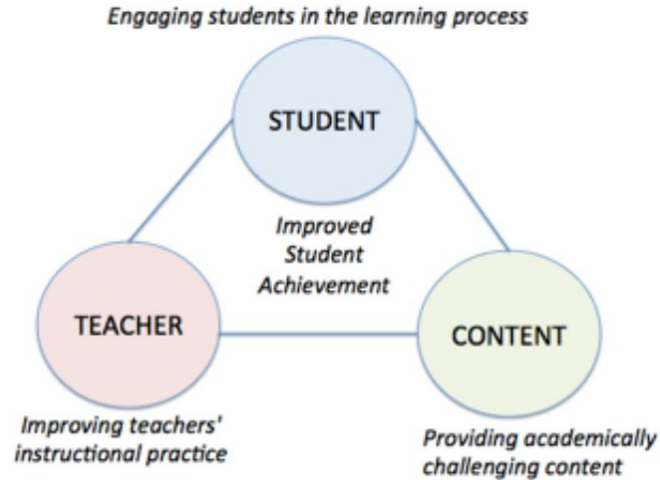 Engaging students in the learning process
STUDENT
Improved
Student
Achievement
TEACHER
CONTENT
Improving teachers'
instructional practice
Providing academically
challenging content